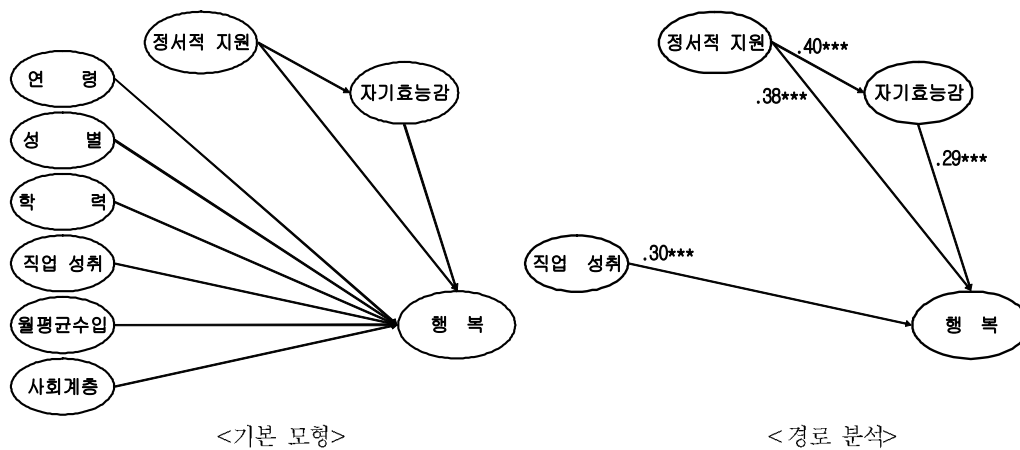 정서적 지원
연 령
자기효능감
성 별
학 력
직업 성취
월평균수입
행 복
사회계층
<기본 모형>
정서적 지원
.40***
자기효능감
.38***
.29***
직업 성취
.30***
행 복
<경로 분석>